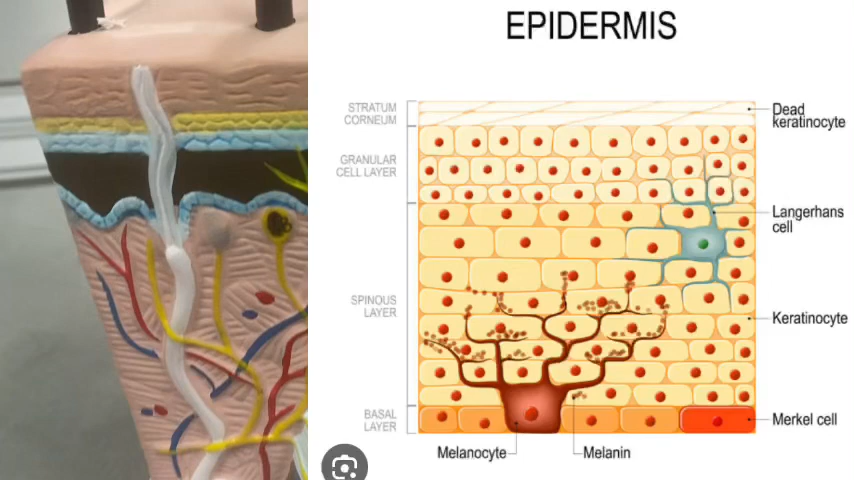 EPIDERMIS
STRATUM
CORNEUM
GRANULAR
CELL LAYER
SPINOUS
LAYER
BASAL
LAYER
Dead
keratinocyte
Langerhans
cell
Keratinocyte
Merkel cell
Melanocyte
Melanin